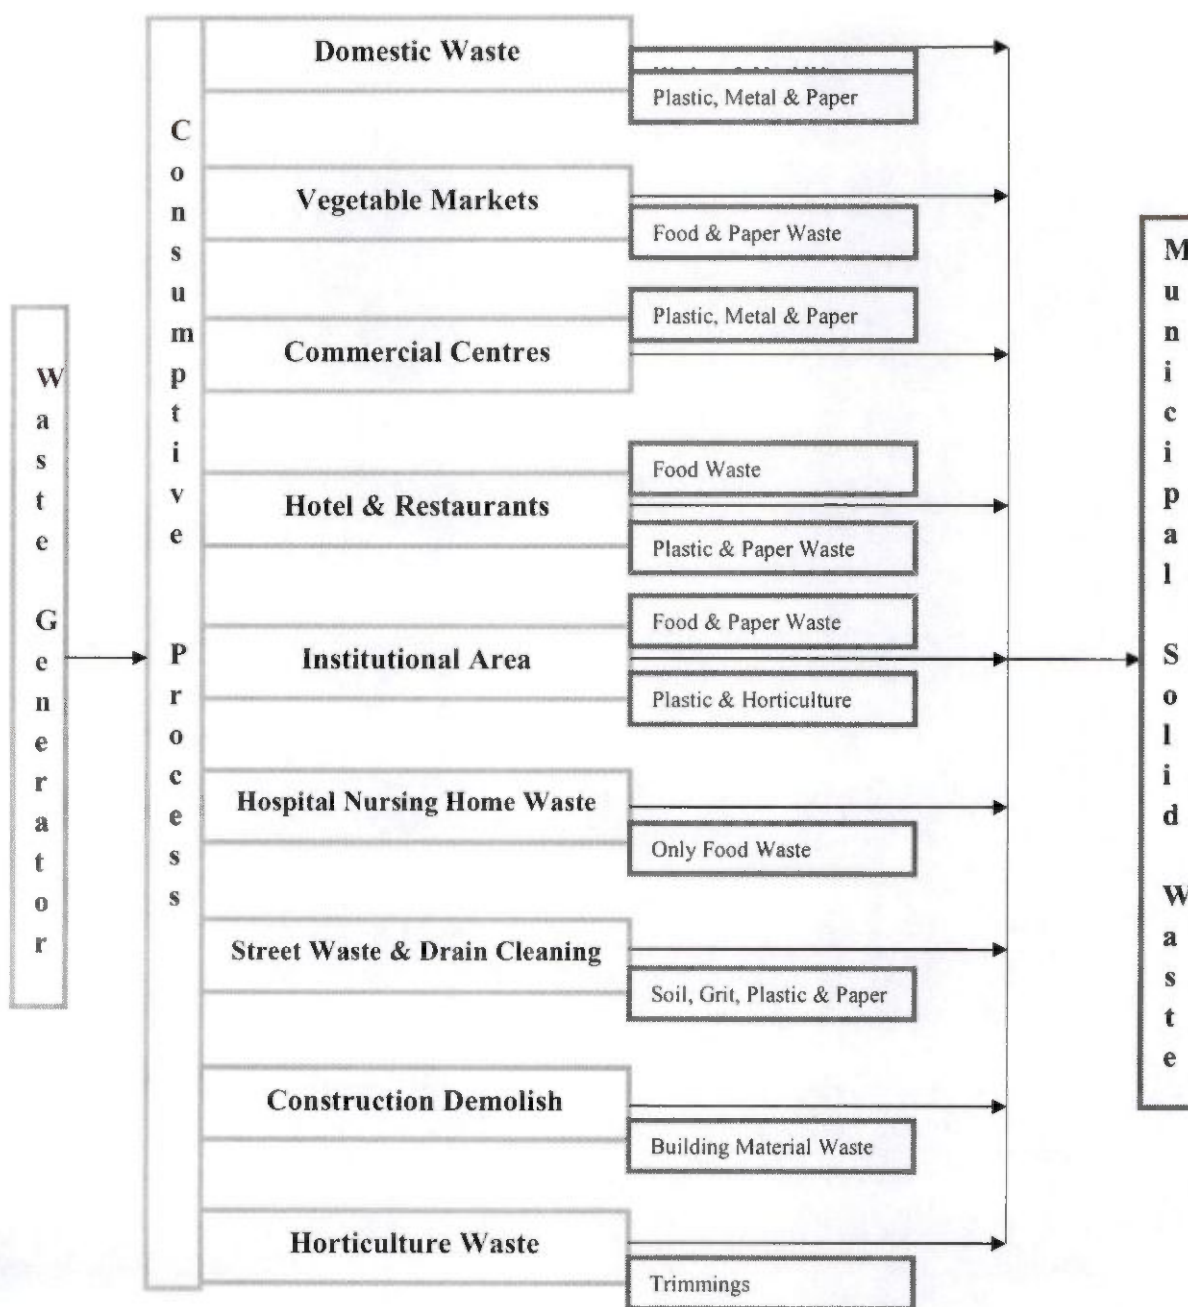 Waste Generator
Consumptive Process
Domestic Waste
Plastic, Metal & Paper
Vegetable Markets
Food & Paper Waste
Plastic, Metal & Paper
Commercial Centres
Food Waste
Hotel & Restaurants
Plastic & Paper Waste
Food & Paper Waste
Institutional Area
Plastic & Horticulture
Hospital Nursing Home Waste
Only Food Waste
Street Waste & Drain Cleaning
Soil, Grit, Plastic & Paper
Construction Demolish
Building Material Waste
Horticulture Waste
Trimmings
Municipal Solid Waste